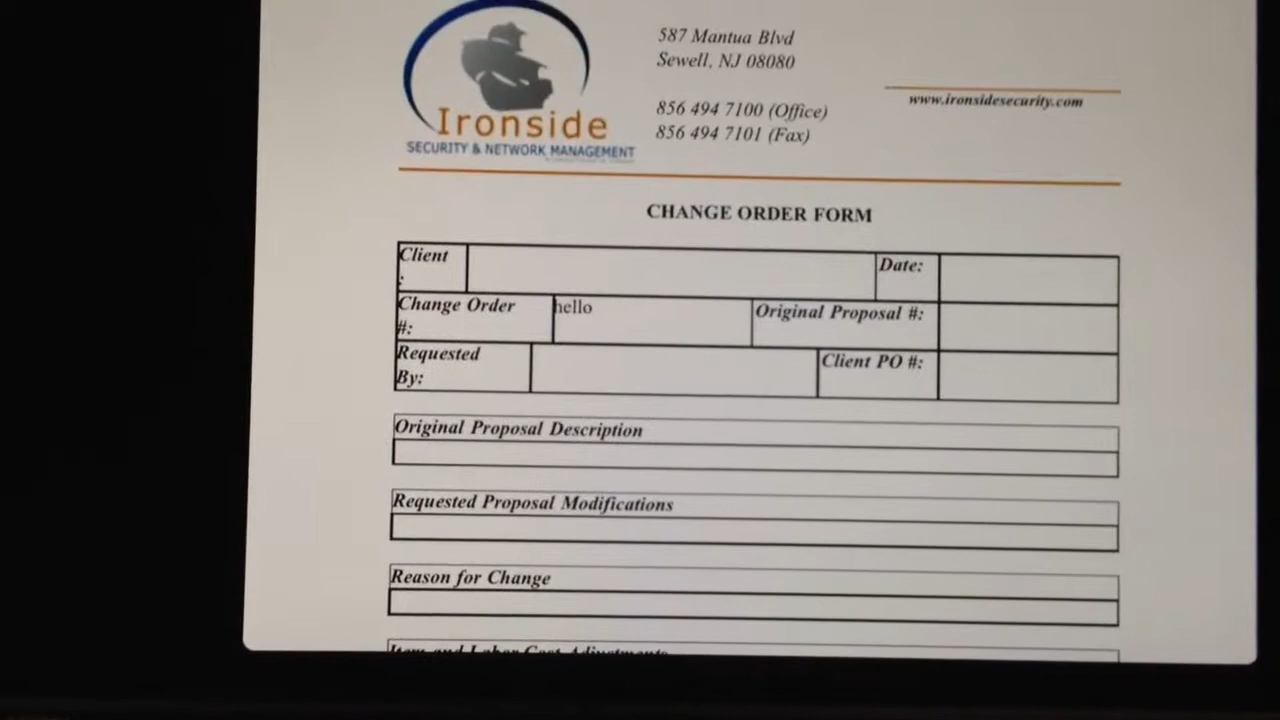 587 Mantua Blvd
Sewell, NJ 08080
856 494 7100 (Office)
856 494 7101 (Fax)
www.ironsidesecurity.com
Ironside
SECURITY & NETWORK MANAGEMENT
CHANGE ORDER FORM
Client
:
Date:
Change Order
#:
hello
Original Proposal #:
Requested
By:
Client PO #:
Original Proposal Description
Requested Proposal Modifications
Reason for Change
Item and Labor Cost Adjustments